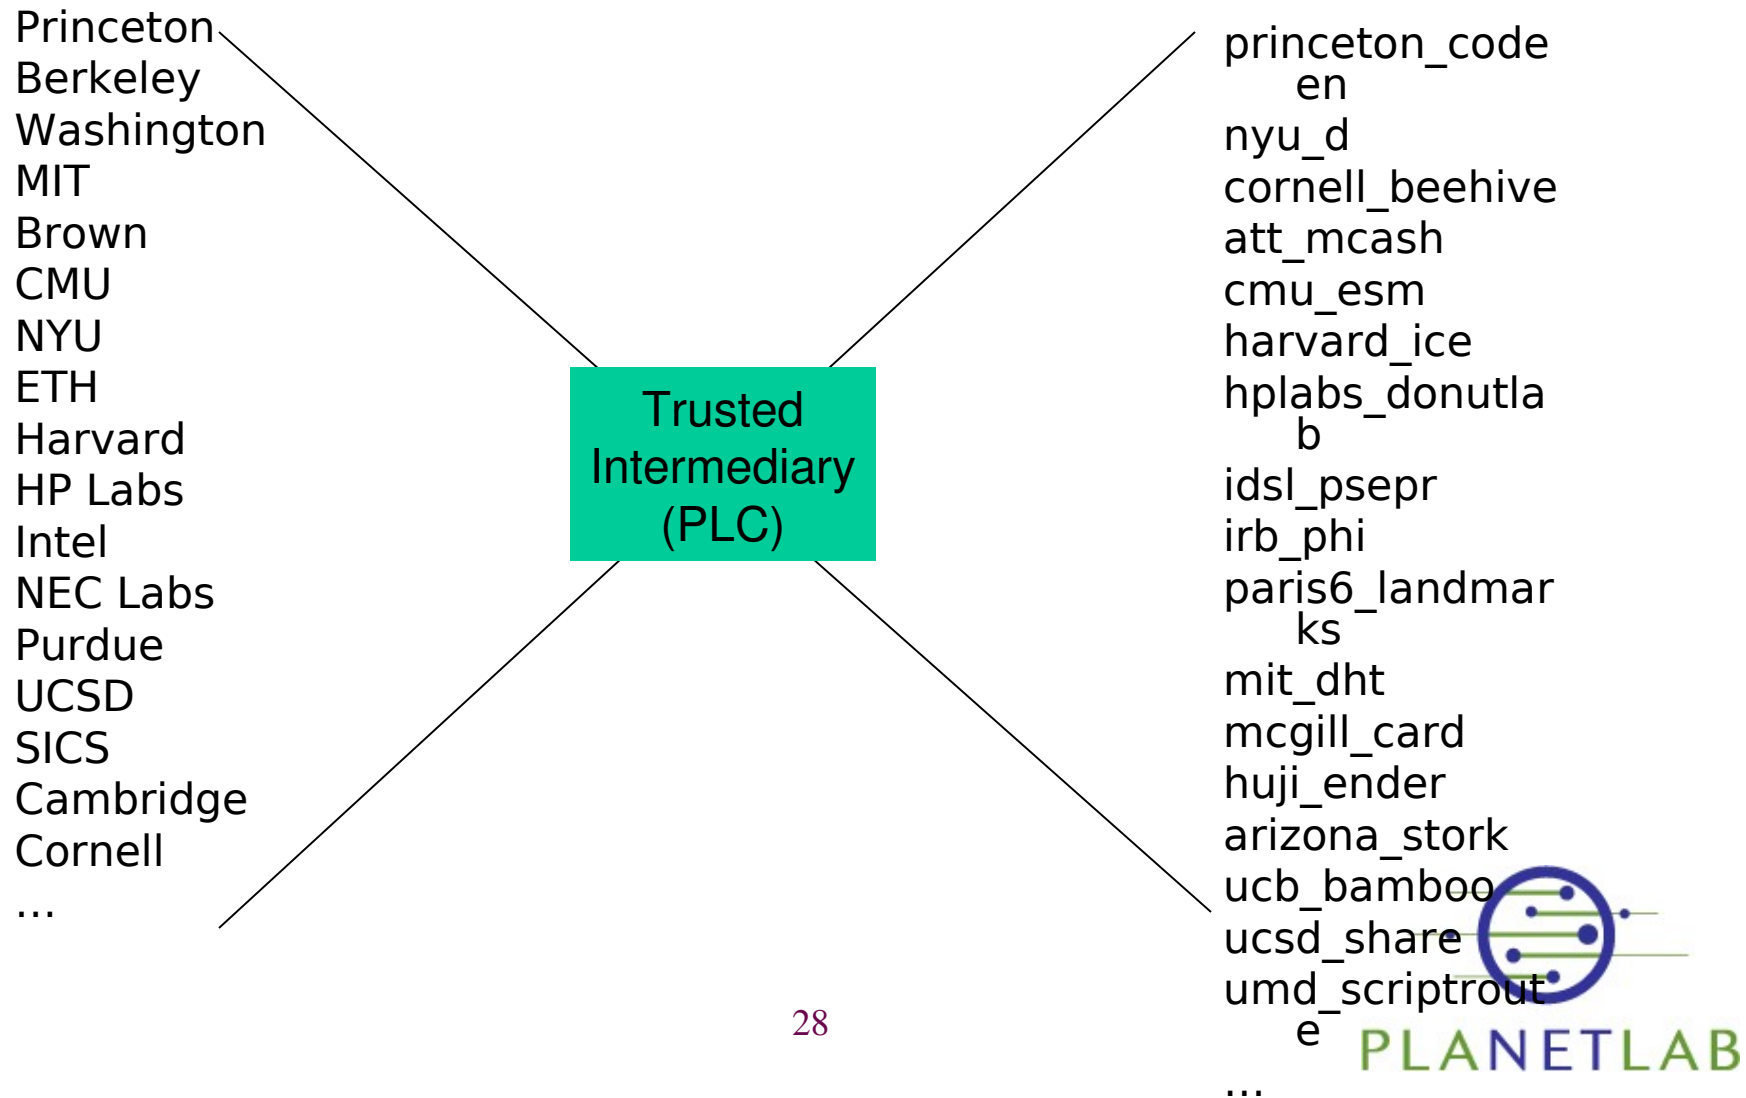 Princeton
Berkeley
Washington
MIT
Brown
CMU
NYU
ETH
Harvard
HP Labs
Intel
NEC Labs
Purdue
UCSD
SICS
Cambridge
Cornell
...
Trusted
Intermediary
(PLC)
princeton_code
en
nyu_d
cornell_beehive
att_mcash
cmu_esm
harvard_ice
hplabs_donutla
b
idsl_psepr
irb_phi
paris6_landmar
ks
mit_dht
mcgill_card
huji_ender
arizona_stork
ucb_bamboo
ucsd_share
umd_scriptrout
e
...
28
PLANETLAB